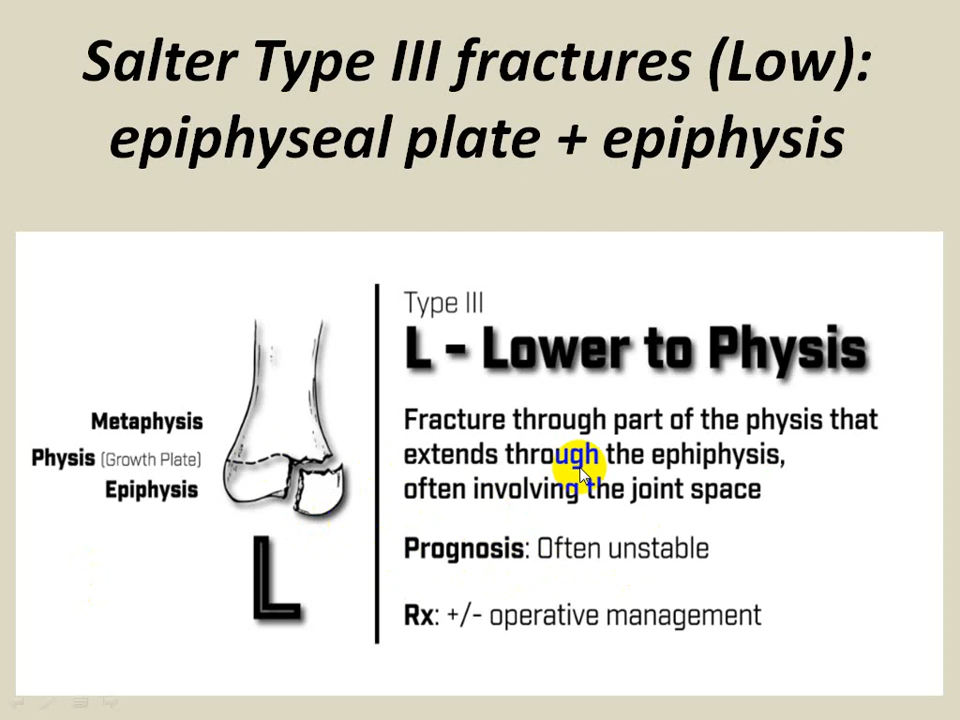 Salter Type III fractures (Low):
epiphyseal plate + epiphysis
Type III
L - Lower to Physis
Metaphysis
Physis (Growth Plate)
Epiphysis
L
Fracture through part of the physis that
extends through the ephiphysis,
often involving the joint space
Prognosis: Often unstable
Rx: +/- operative management